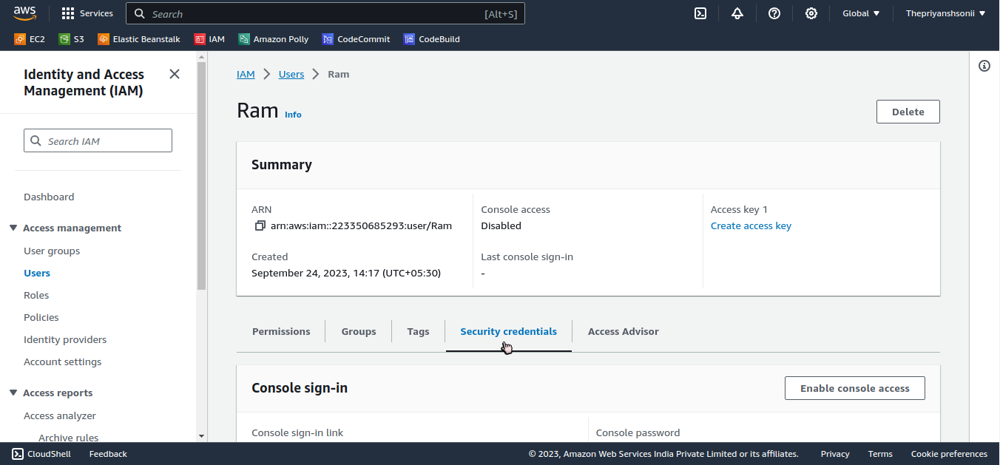 aws
Services
Search
[Alt+S]
Global
Thepriyanshsonii
EC2
S3
Elastic Beanstalk
IAM
Amazon Polly
CodeCommit
CodeBuild
Identity and Access
Management (IAM)
Search IAM
Dashboard
Access management
User groups
Users
Roles
Policies
Identity providers
Account settings
Access reports
Access analyzer
Archive rules
IAM > Users > Ram
Ram Info
Delete
Summary
ARN
arn:aws:iam::223350685293:user/Ram
Created
September 24, 2023, 14:17 (UTC+05:30)
Console access
Disabled
Last console sign-in
-
Access key 1
Create access key
Permissions
Groups
Tags
Security credentials
Access Advisor
Console sign-in
Enable console access
Console sign-in link
Console password
CloudShell
Feedback
© 2023, Amazon Web Services India Private Limited or its affiliates.
Privacy
Terms
Cookie preferences